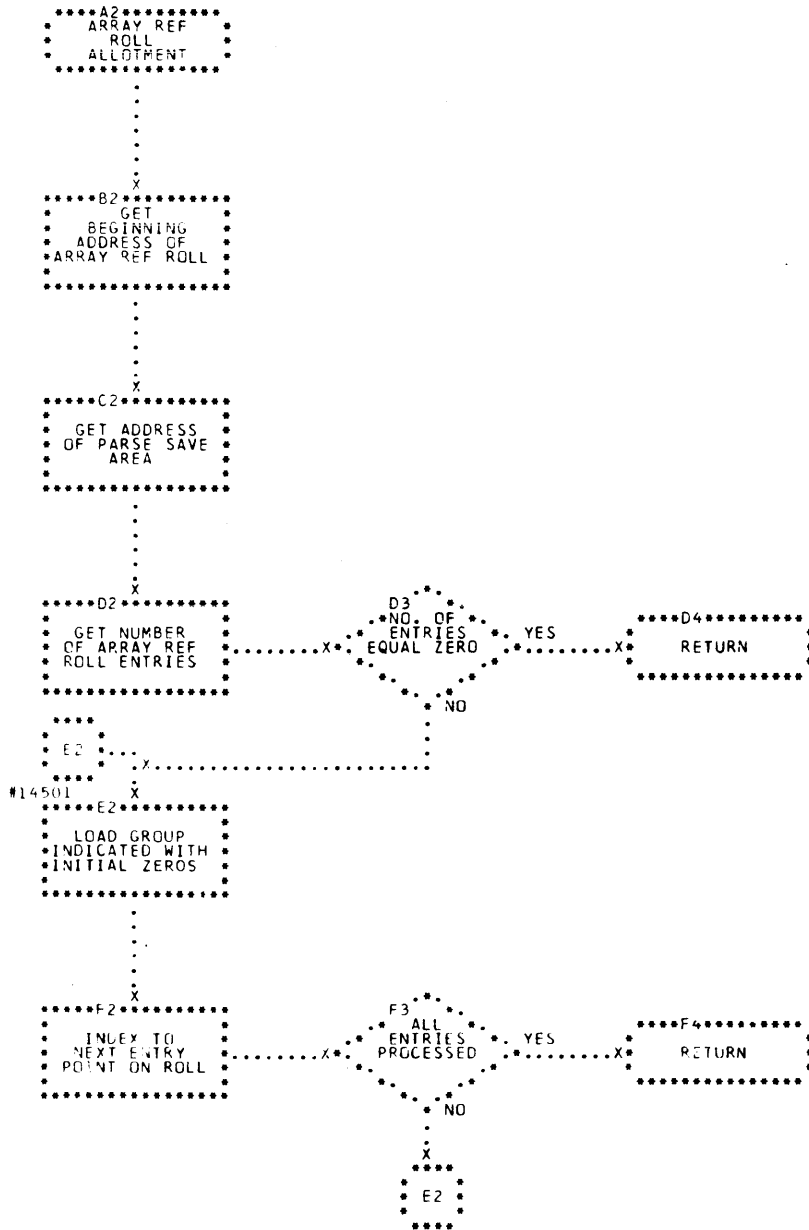 A2
ARRAY REF
ROLL
ALLOTMENT
B2
GET
BEGINNING
ADDRESS OF
ARRAY REF ROLL
C2
GET ADDRESS
OF PARSE SAVE
AREA
D2
GET NUMBER
OF ARRAY REF
ROLL ENTRIES
D3
NO. OF
ENTRIES
EQUAL ZERO
YES
D4
RETURN
NO
E2
#14501
E2
LOAD GROUP
INDICATED WITH
INITIAL ZEROS
F2
INDEX TO
NEXT ENTRY
POINT ON ROLL
F3
ALL
ENTRIES
PROCESSED
YES
F4
RETURN
NO
E2